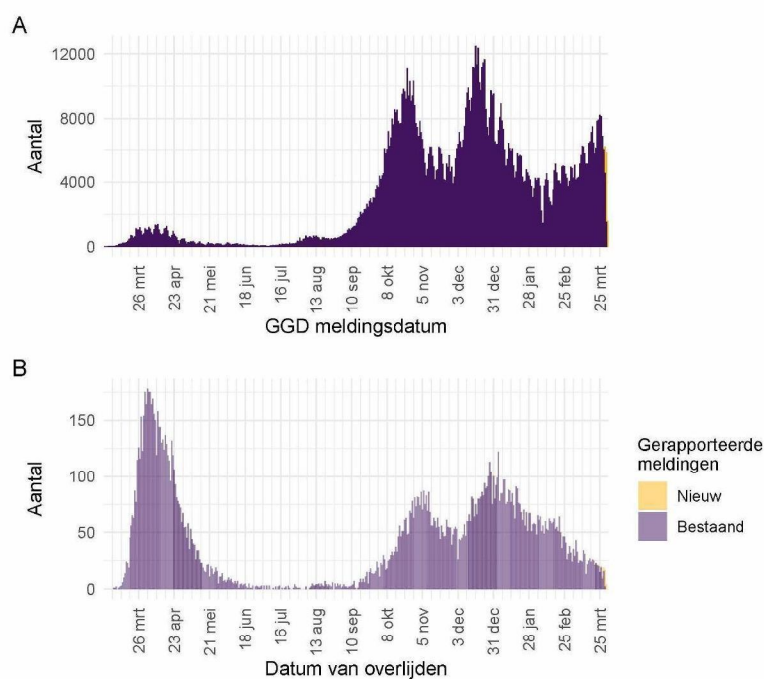 A
12000
8000
4000
0
Aantal
26 mrt
23 apr
21 mei
18 jun
16 jul
13 aug
10 sep
8 okt
5 nov
3 dec
31 dec
28 jan
25 feb
25 mrt
GGD meldingsdatum
B
150
100
50
0
Aantal
26 mrt
23 apr
21 mei
18 jun
16 jul
13 aug
10 sep
8 okt
5 nov
3 dec
31 dec
28 jan
25 feb
25 mrt
Datum van overlijden
Gerapporteerde
meldingen
Nieuw
Bestaand